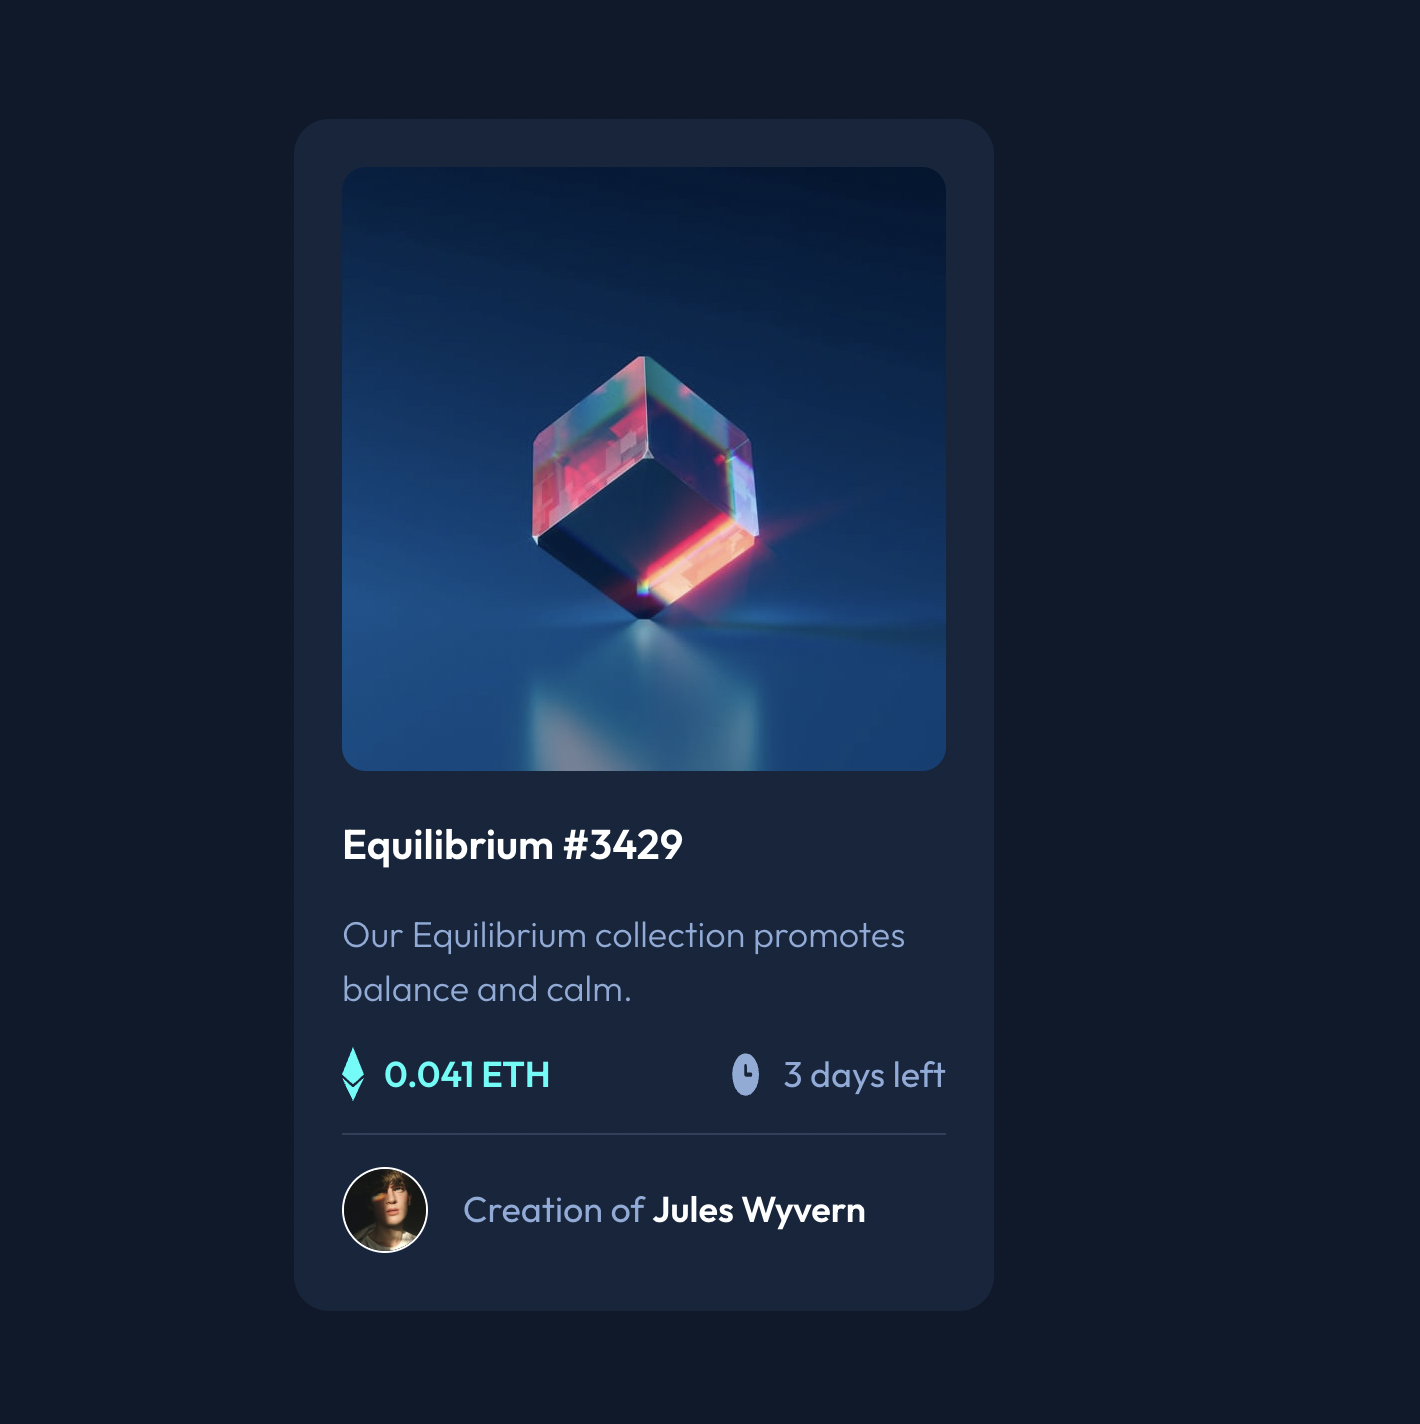 Equilibrium #3429
Our Equilibrium collection promotes
balance and calm.
0.041 ETH
3 days left
Creation of Jules Wyvern